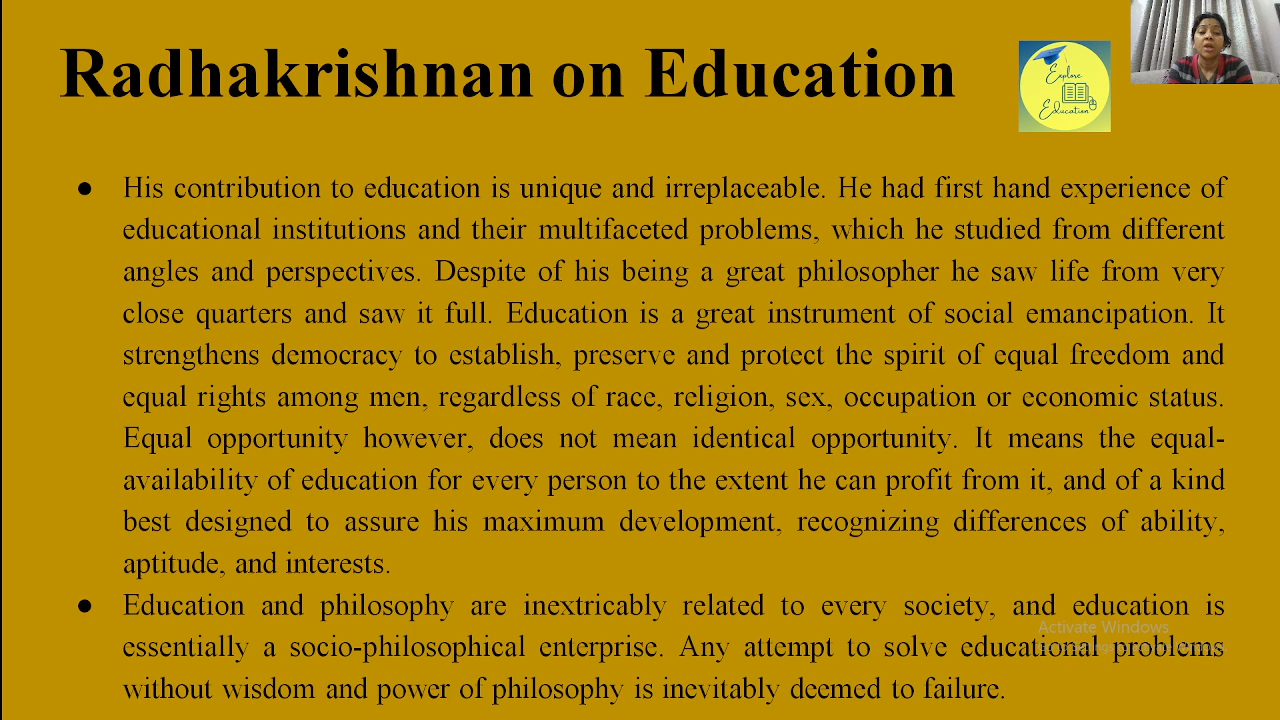 Radhakrishnan on Education
Explore
Education
● His contribution to education is unique and irreplaceable. He had first hand experience of
educational institutions and their multifaceted problems, which he studied from different
angles and perspectives. Despite of his being a great philosopher he saw life from very
close quarters and saw it full. Education is a great instrument of social emancipation. It
strengthens democracy to establish, preserve and protect the spirit of equal freedom and
equal rights among men, regardless of race, religion, sex, occupation or economic status.
Equal opportunity however, does not mean identical opportunity. It means the equal-
availability of education for every person to the extent he can profit from it, and of a kind
best designed to assure his maximum development, recognizing differences of ability,
aptitude, and interests.
● Education and philosophy are inextricably related to every society, and education is
essentially a socio-philosophical enterprise. Any attempt to solve educational problems
without wisdom and power of philosophy is inevitably deemed to failure.
Activate Windows